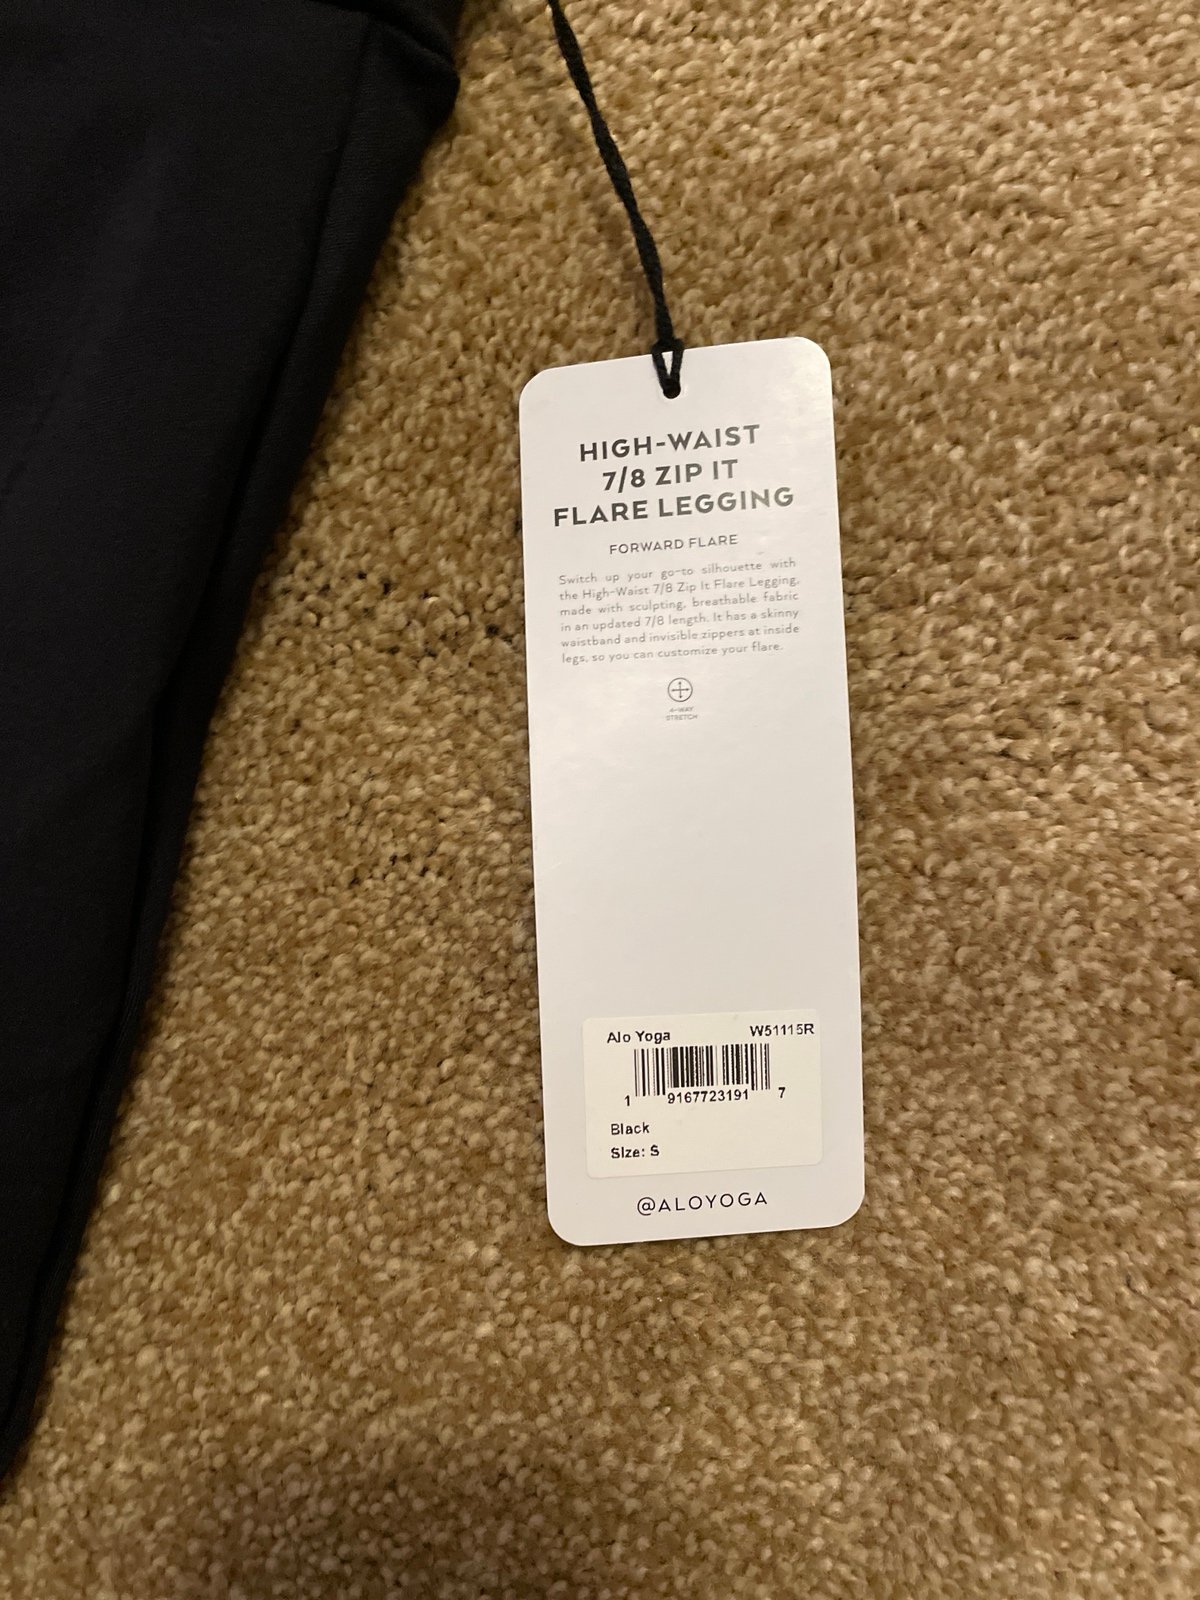 HIGH-WAIST
7/8 ZIP IT
FLARE LEGGING
FORWARD FLARE
Switch up your go-to silhouette with
the High-Waist 7/8 Zip It Flare Legging,
made with sculpting, breathable fabric
in an updated 7/8 length. It has a skinny
waistband and invisible zippers at inside
legs, so you can customize your flare.
4-WAY
STRETCH
Alo Yoga W51115R
1 9167723191 7
Black
Size: S
@ALOYOGA